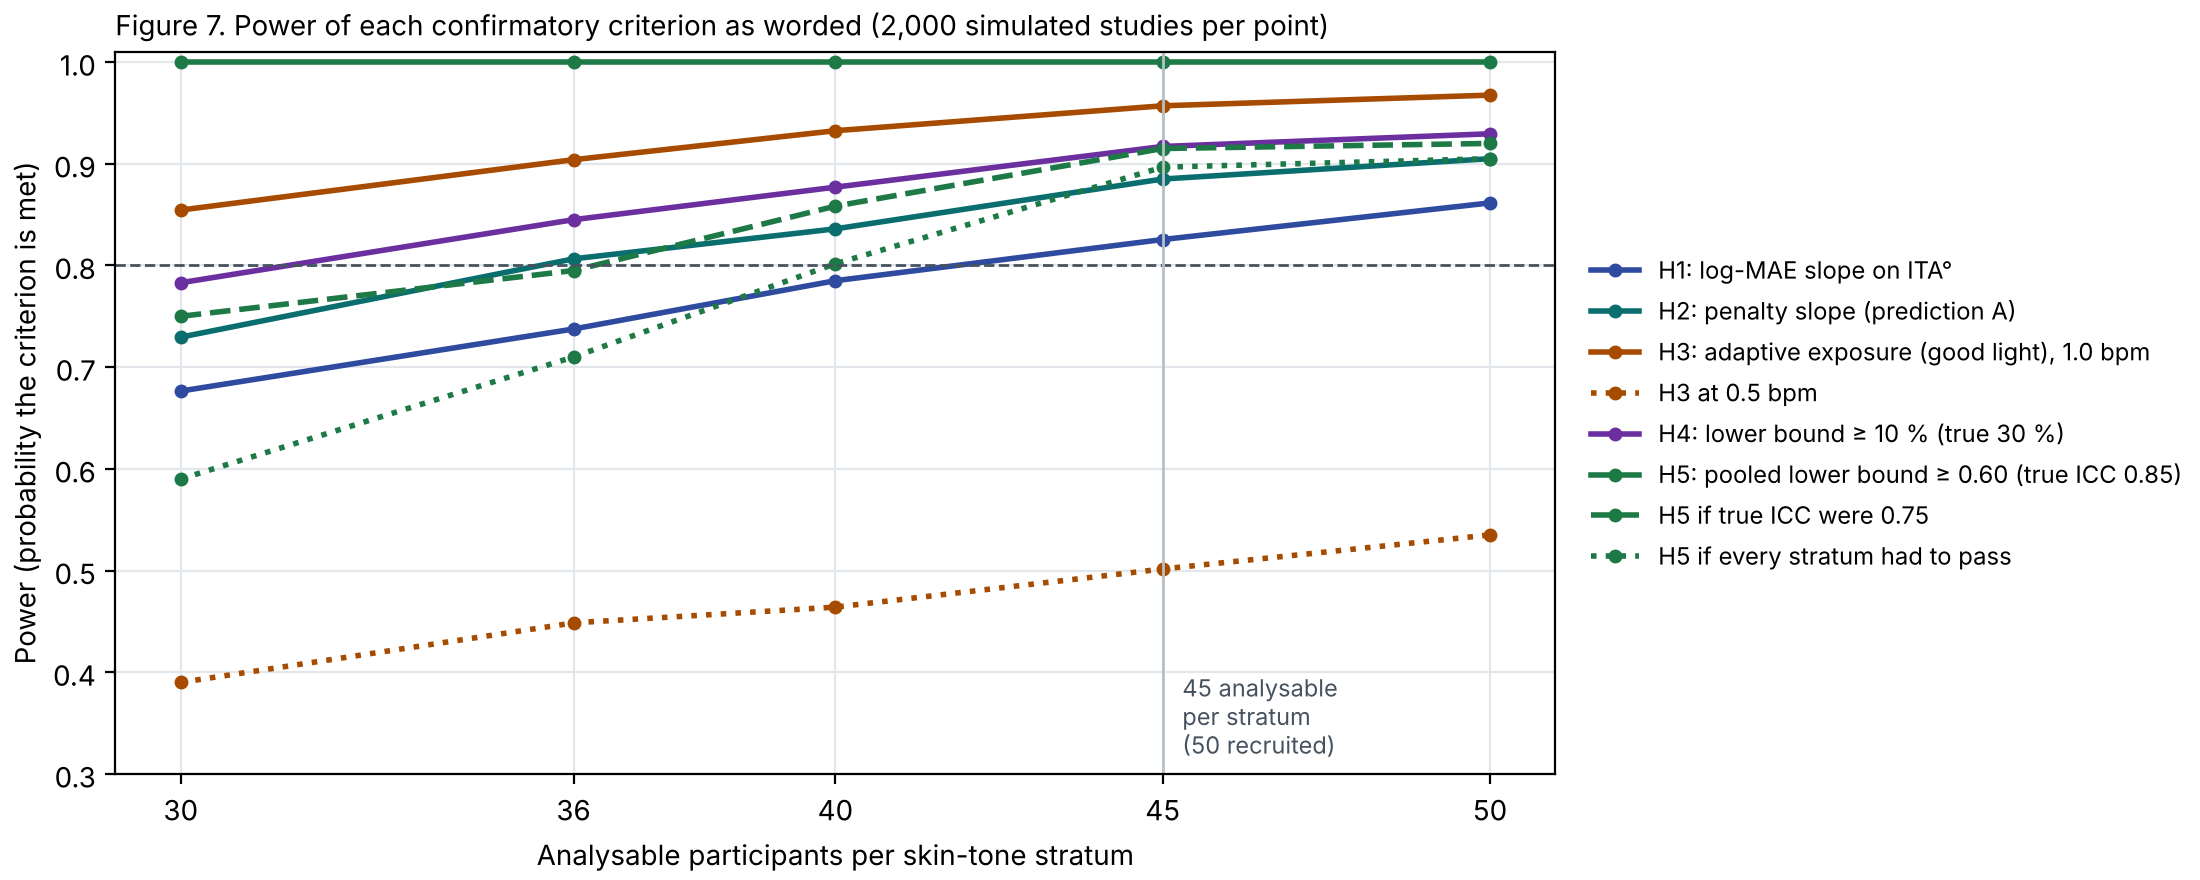 Figure 7. Power of each confirmatory criterion as worded (2,000 simulated studies per point)
Power (probability the criterion is met)
1.0
0.9
0.8
0.7
0.6
0.5
0.4
0.3
45 analysable
per stratum
(50 recruited)
30
36
40
45
50
Analysable participants per skin-tone stratum
H1: log-MAE slope on ITA°
H2: penalty slope (prediction A)
H3: adaptive exposure (good light), 1.0 bpm
H3 at 0.5 bpm
H4: lower bound ≥ 10 % (true 30 %)
H5: pooled lower bound ≥ 0.60 (true ICC 0.85)
H5 if true ICC were 0.75
H5 if every stratum had to pass